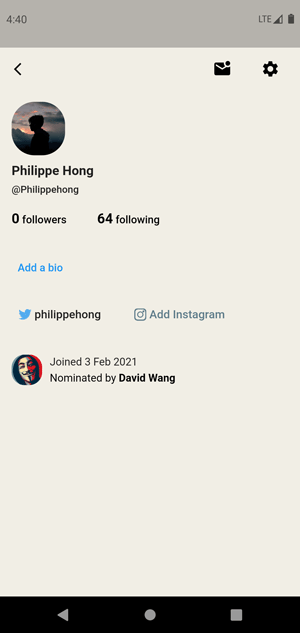 4:40
LTE
Philippe Hong
@Philippehong
0 followers 64 following
Add a bio
philippehong Add Instagram
Joined 3 Feb 2021
Nominated by David Wang